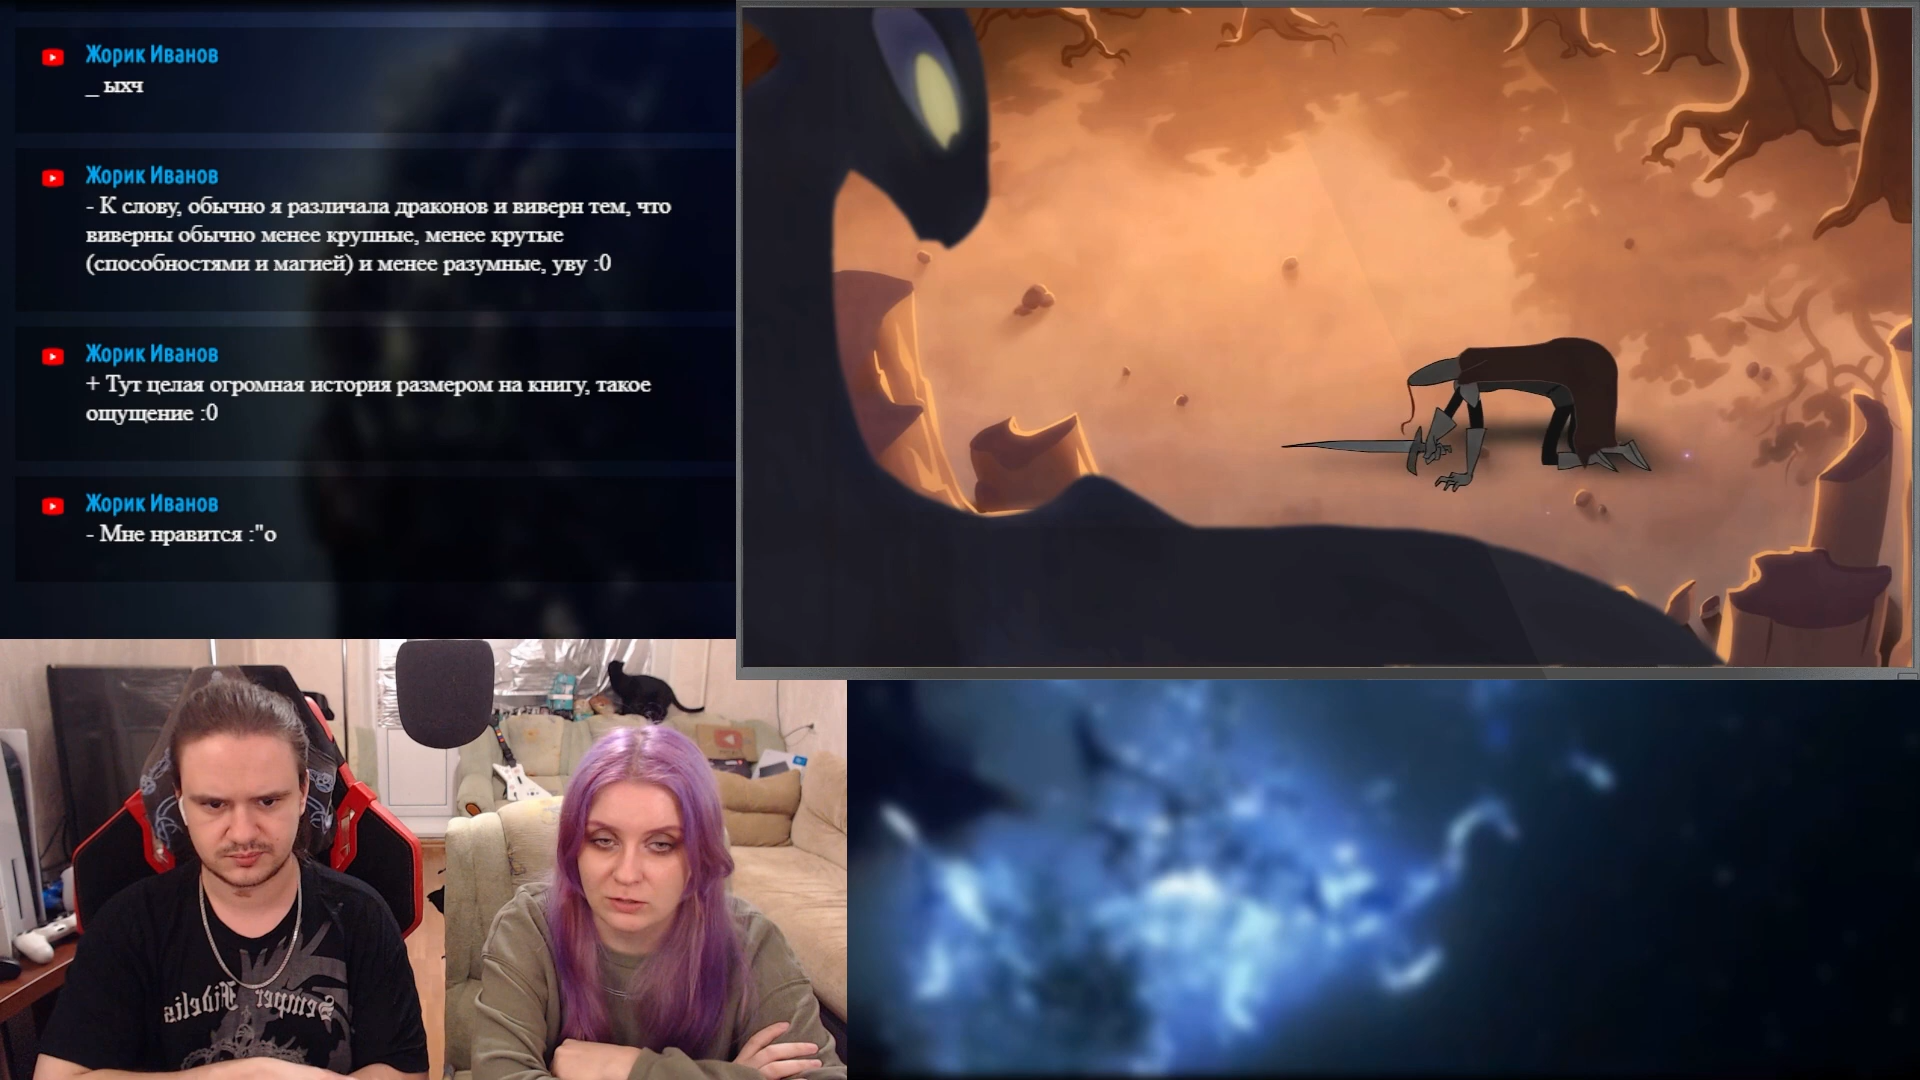 Жорик Иванов
_ ыхч
Жорик Иванов
- К слову, обычно я различала драконов и виверн тем, что
виверны обычно менее крупные, менее крутые
(способностями и магией) и менее разумные, уву :0
Жорик Иванов
+ Тут целая огромная история размером на книгу, такое
ощущение :0
Жорик Иванов
- Мне нравится :"о
Semper Fidelis